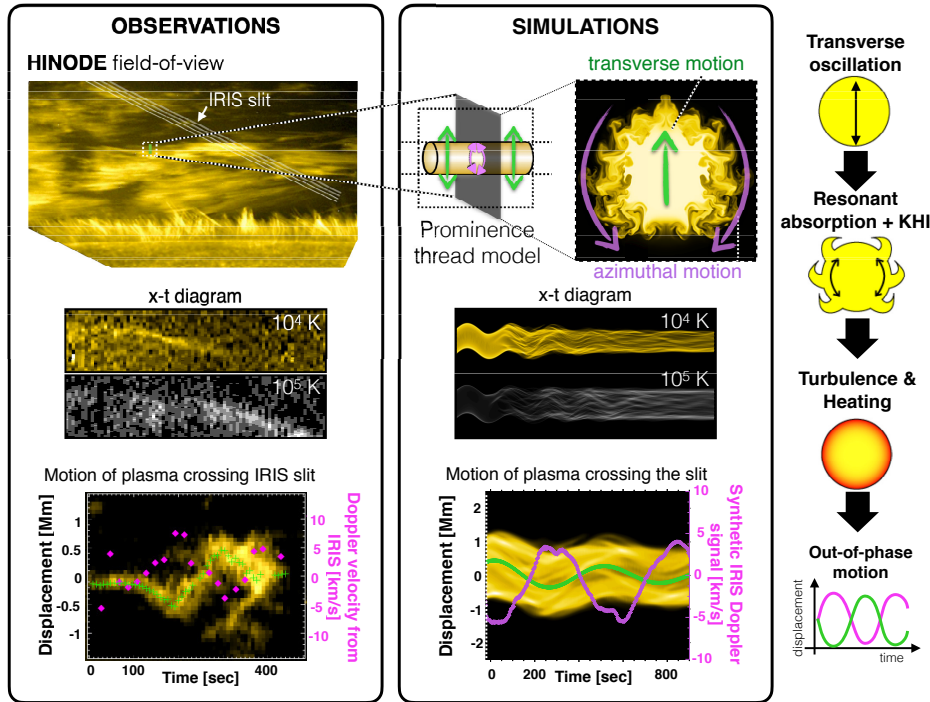 OBSERVATIONS
HINODE field-of-view
IRIS slit
x-t diagram
10⁴ K
10⁵ K
Motion of plasma crossing IRIS slit
Displacement [Mm]
1
0.5
0
-0.5
-1
10
5
0
-5
-10
Doppler velocity from
IRIS [km/s]
0
200
400
Time [sec]
SIMULATIONS
transverse motion
Prominence
thread model
azimuthal motion
x-t diagram
10⁴ K
10⁵ K
Motion of plasma crossing the slit
Displacement [Mm]
2
1
0
-1
-2
10
5
0
-5
-10
Synthetic IRIS Doppler
signal [km/s]
0
200
400
600
800
Time [sec]
Transverse
oscillation
Resonant
absorption + KHI
Turbulence &
Heating
Out-of-phase
motion
displacement
time